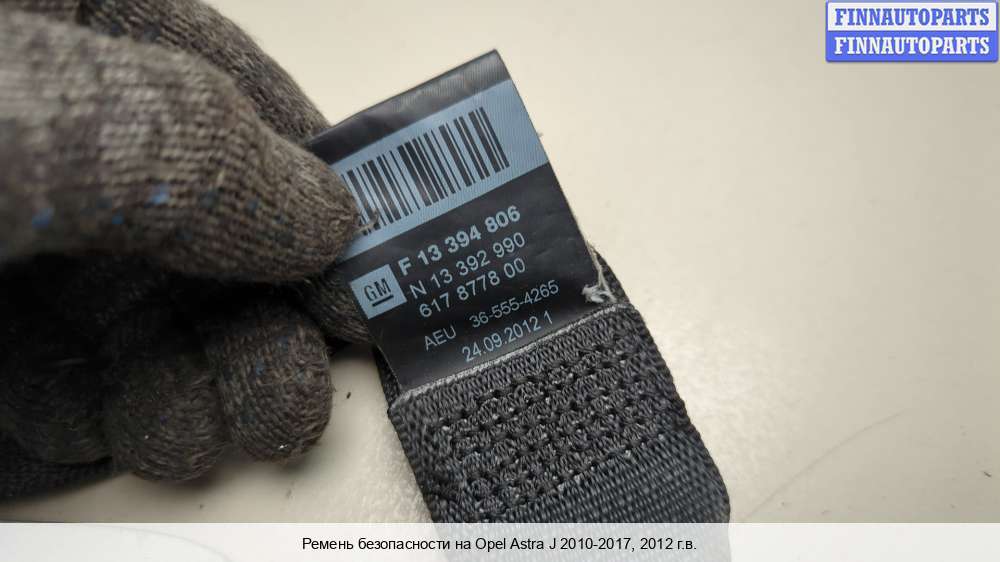 FINNAUTOPARTS
FINNAUTOPARTS
GM
F 13 394 806
N 13 392 990
617 8778 00
AEU 36-555-4265
24.09.2012 1
Ремень безопасности на Opel Astra J 2010-2017, 2012 г.в.